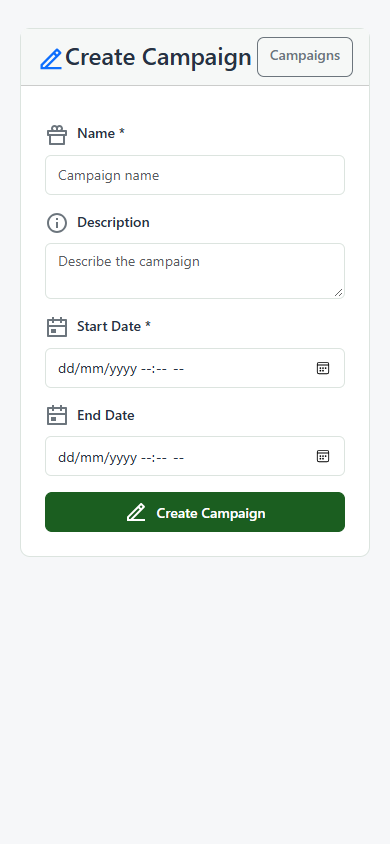 Create Campaign Campaigns
Name *
Campaign name
Description
Describe the campaign
Start Date *
dd/mm/yyyy --:-- --
End Date
dd/mm/yyyy --:-- --
Create Campaign